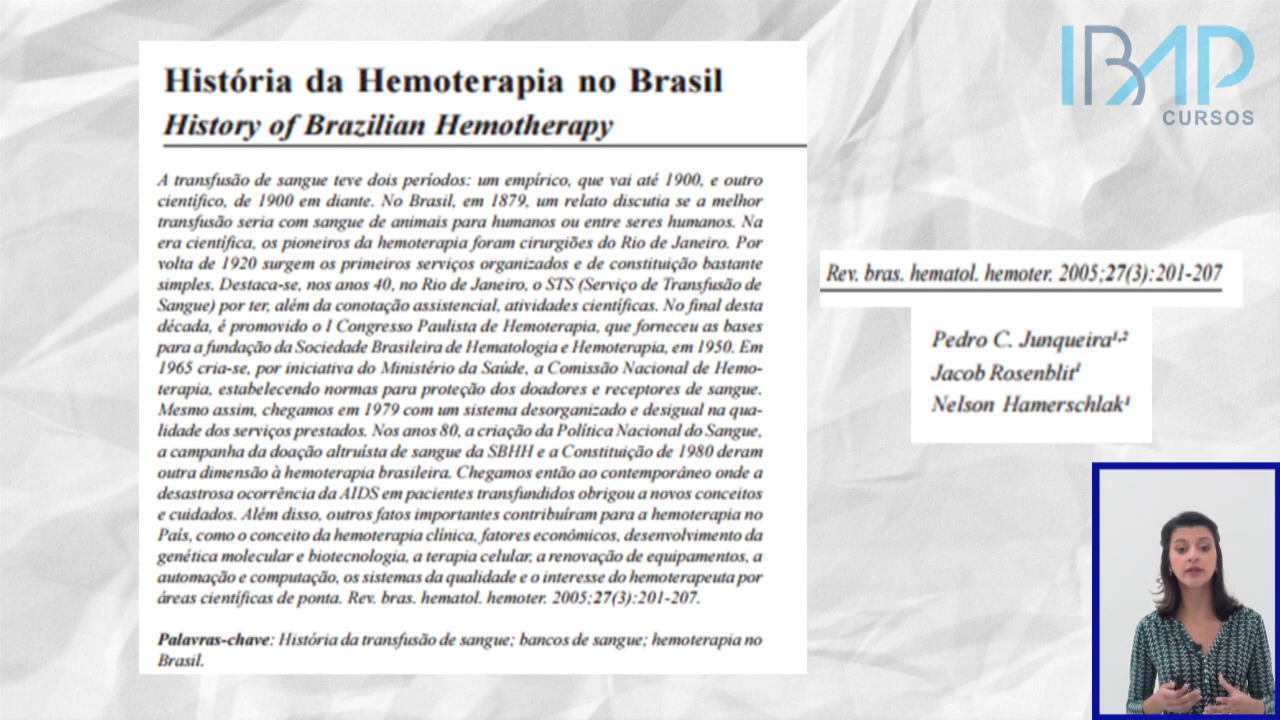 História da Hemoterapia no Brasil
History of Brazilian Hemotherapy
A transfusão de sangue teve dois períodos: um empírico, que vai até 1900, e outro
científico, de 1900 em diante. No Brasil, em 1879, um relato discutia se a melhor
transfusão seria com sangue de animais para humanos ou entre seres humanos. Na
era científica, os pioneiros da hemoterapia foram cirurgiões do Rio de Janeiro. Por
volta de 1920 surgem os primeiros serviços organizados e de constituição bastante
simples. Destaca-se, nos anos 40, no Rio de Janeiro, o STS (Serviço de Transfusão de
Sangue) por ter, além da conotação assistencial, atividades científicas. No final desta
década, é promovido o I Congresso Paulista de Hemoterapia, que forneceu as bases
para a fundação da Sociedade Brasileira de Hematologia e Hemoterapia, em 1950. Em
1965 cria-se, por iniciativa do Ministério da Saúde, a Comissão Nacional de Hemo-
terapia, estabelecendo normas para proteção dos doadores e receptores de sangue.
Mesmo assim, chegamos em 1979 com um sistema desorganizado e desigual na qua-
lidade dos serviços prestados. Nos anos 80, a criação da Política Nacional do Sangue,
a campanha da doação altruísta de sangue da SBHH e a Constituição de 1980 deram
outra dimensão à hemoterapia brasileira. Chegamos então ao contemporâneo onde a
desastrosa ocorrência da AIDS em pacientes transfundidos obrigou a novos conceitos
e cuidados. Além disso, outros fatos importantes contribuíram para a hemoterapia no
País, como o conceito da hemoterapia clínica, fatores econômicos, desenvolvimento da
genética molecular e biotecnologia, a terapia celular, a renovação de equipamentos, a
automação e computação, os sistemas da qualidade e o interesse do hemoterapeuta por
áreas científicas de ponta. Rev. bras. hematol. hemoter. 2005;27(3):201-207.
Palavras-chave: História da transfusão de sangue; bancos de sangue; hemoterapia no
Brasil.
IBAP
CURSOS
Rev. bras. hematol. hemoter. 2005;27(3):201-207
Pedro C. Junqueira¹,²
Jacob Rosenblit¹
Nelson Hamerschlak¹